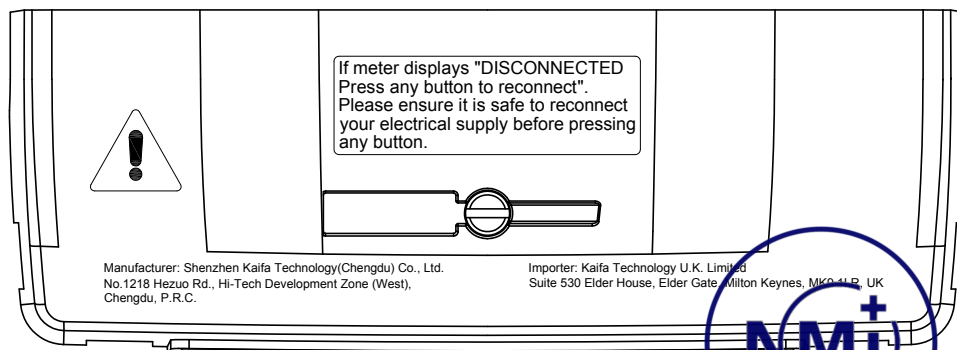 If meter displays "DISCONNECTED
Press any button to reconnect".
Please ensure it is safe to reconnect
your electrical supply before pressing
any button.
Manufacturer: Shenzhen Kaifa Technology(Chengdu) Co., Ltd.
No.1218 Hezuo Rd., Hi-Tech Development Zone (West),
Chengdu, P.R.C.
Importer: Kaifa Technology U.K. Limited
Suite 530 Elder House, Elder Gate, Milton Keynes, MK9 1LR, UK
NMi